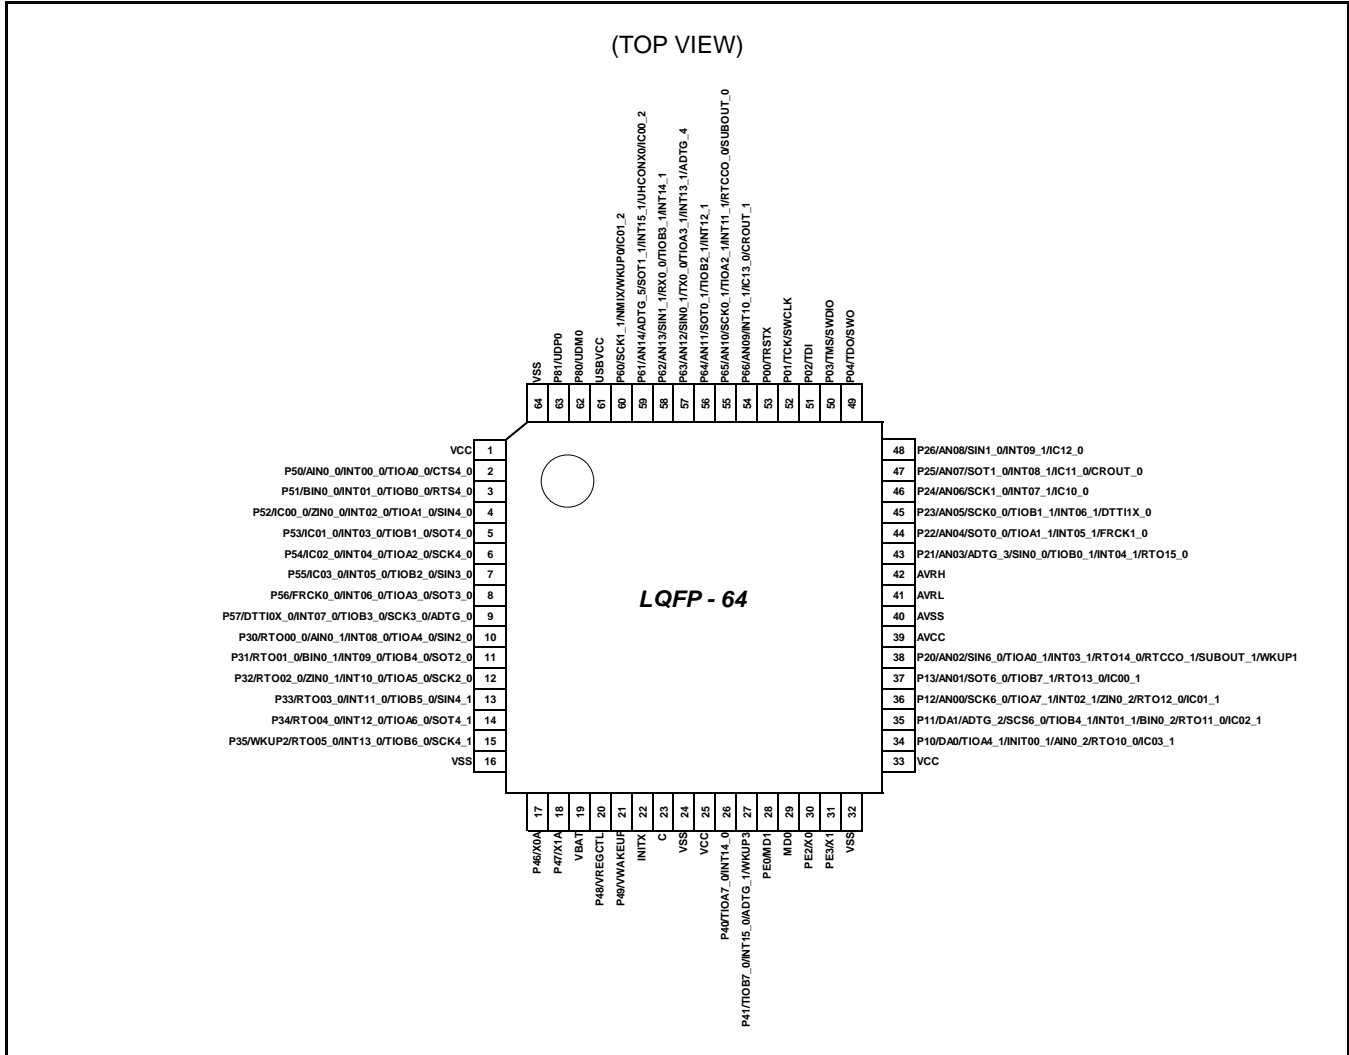 (TOP VIEW)
VSS
P81/UDP0
P80/UDM0
USBVCC
P60/SCK1_1/NMIX/WKUP0/IC01_2
P61/AN14/ADTG_5/SOT1_1/INT15_1/UHCONX0/IC00_2
P62/AN13/SIN1_1/RX0_0/TIOB3_1/INT14_1
P63/AN12/SIN0_1/TX0_0/TIOA3_1/INT13_1/ADTG_4
P64/AN11/SOT0_1/TIOB2_1/INT12_1
P65/AN10/SCK0_1/TIOA2_1/INT11_1/RTCCO_0/SUBOUT_0
P66/AN09/INT10_1/IC13_0/CROUT_1
P00/TRSTX
P01/TCK/SWCLK
P02/TDI
P03/TMS/SWDIO
P04/TDO/SWO
64 63 62 61 60 59 58 57 56 55 54 53 52 51 50 49
VCC 1
P50/AIN0_0/INT00_0/TIOA0_0/CTS4_0 2
P51/BIN0_0/INT01_0/TIOB0_0/RTS4_0 3
P52/IC00_0/ZIN0_0/INT02_0/TIOA1_0/SIN4_0 4
P53/IC01_0/INT03_0/TIOB1_0/SOT4_0 5
P54/IC02_0/INT04_0/TIOA2_0/SCK4_0 6
P55/IC03_0/INT05_0/TIOB2_0/SIN3_0 7
P56/FRCK0_0/INT06_0/TIOA3_0/SOT3_0 8
P57/DTTI0X_0/INT07_0/TIOB3_0/SCK3_0/ADTG_0 9
P30/RTO00_0/AIN0_1/INT08_0/TIOA4_0/SIN2_0 10
P31/RTO01_0/BIN0_1/INT09_0/TIOB4_0/SOT2_0 11
P32/RTO02_0/ZIN0_1/INT10_0/TIOA5_0/SCK2_0 12
P33/RTO03_0/INT11_0/TIOB5_0/SIN4_1 13
P34/RTO04_0/INT12_0/TIOA6_0/SOT4_1 14
P35/WKUP2/RTO05_0/INT13_0/TIOB6_0/SCK4_1 15
VSS 16
LQFP - 64
48 P26/AN08/SIN1_0/INT09_1/IC12_0
47 P25/AN07/SOT1_0/INT08_1/IC11_0/CROUT_0
46 P24/AN06/SCK1_0/INT07_1/IC10_0
45 P23/AN05/SCK0_0/TIOB1_1/INT06_1/DTTI1X_0
44 P22/AN04/SOT0_0/TIOA1_1/INT05_1/FRCK1_0
43 P21/AN03/ADTG_3/SIN0_0/TIOB0_1/INT04_1/RTO15_0
42 AVRH
41 AVRL
40 AVSS
39 AVCC
38 P20/AN02/SIN6_0/TIOA0_1/INT03_1/RTO14_0/RTCCO_1/SUBOUT_1/WKUP1
37 P13/AN01/SOT6_0/TIOB7_1/RTO13_0/IC00_1
36 P12/AN00/SCK6_0/TIOA7_1/INT02_1/ZIN0_2/RTO12_0/IC01_1
35 P11/DA1/ADTG_2/SCS6_0/TIOB4_1/INT01_1/BIN0_2/RTO11_0/IC02_1
34 P10/DA0/TIOA4_1/INIT00_1/AIN0_2/RTO10_0/IC03_1
33 VCC
17 18 19 20 21 22 23 24 25 26 27 28 29 30 31 32
P46/X0A
P47/X1A
VBAT
P48/VREGCTL
P49/VWAKEUP
INITX
C
VSS
VCC
P40/TIOA7_0/INT14_0
P41/TIOB7_0/INT15_0/ADTG_1/WKUP3
PE0/MD1
MD0
PE2/X0
PE3/X1
VSS